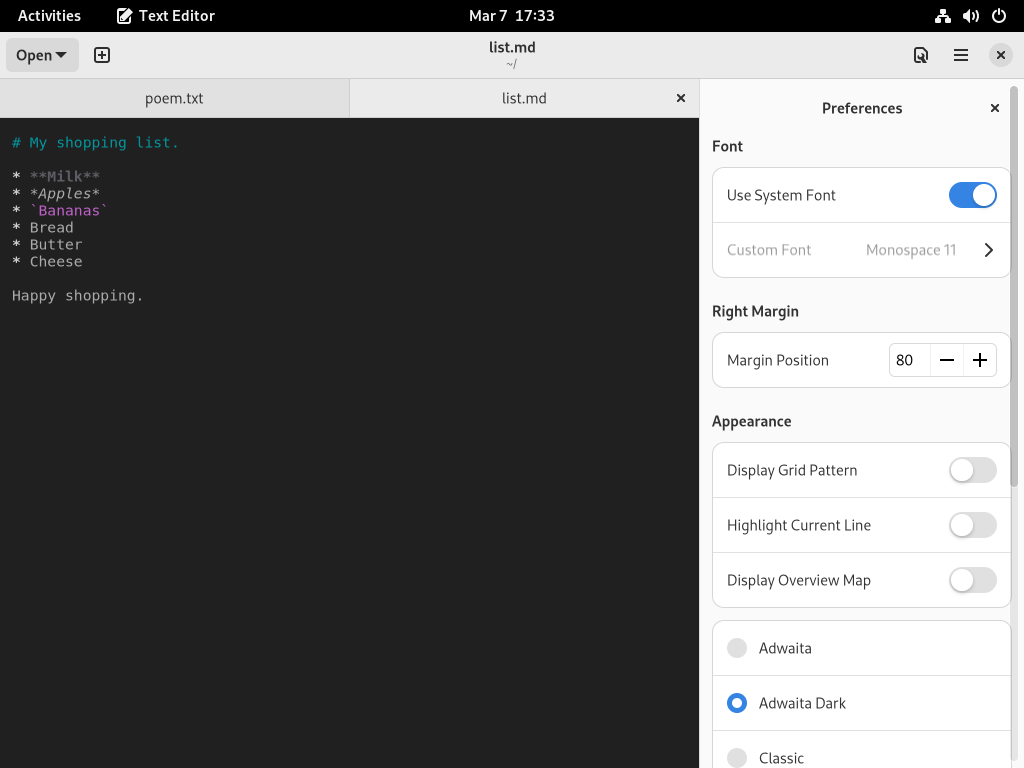 Activities
Text Editor
Mar 7 17:33
Open
list.md
~/
poem.txt
list.md
# My shopping list.
* **Milk**
* *Apples*
* `Bananas`
* Bread
* Butter
* Cheese
Happy shopping.
Preferences
Font
Use System Font
Custom Font Monospace 11
Right Margin
Margin Position 80
Appearance
Display Grid Pattern
Highlight Current Line
Display Overview Map
Adwaita
Adwaita Dark
Classic